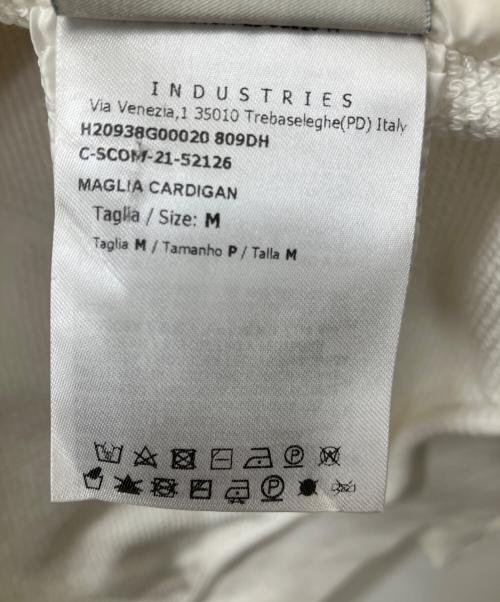 INDUSTRIES
Via Venezia,1 35010 Trebaseleghe(PD) Italy
H20938G00020 809DH
C-SCOM-21-52126
MAGLIA CARDIGAN
Taglia / Size: M
Taglia M / Tamanho P / Talla M